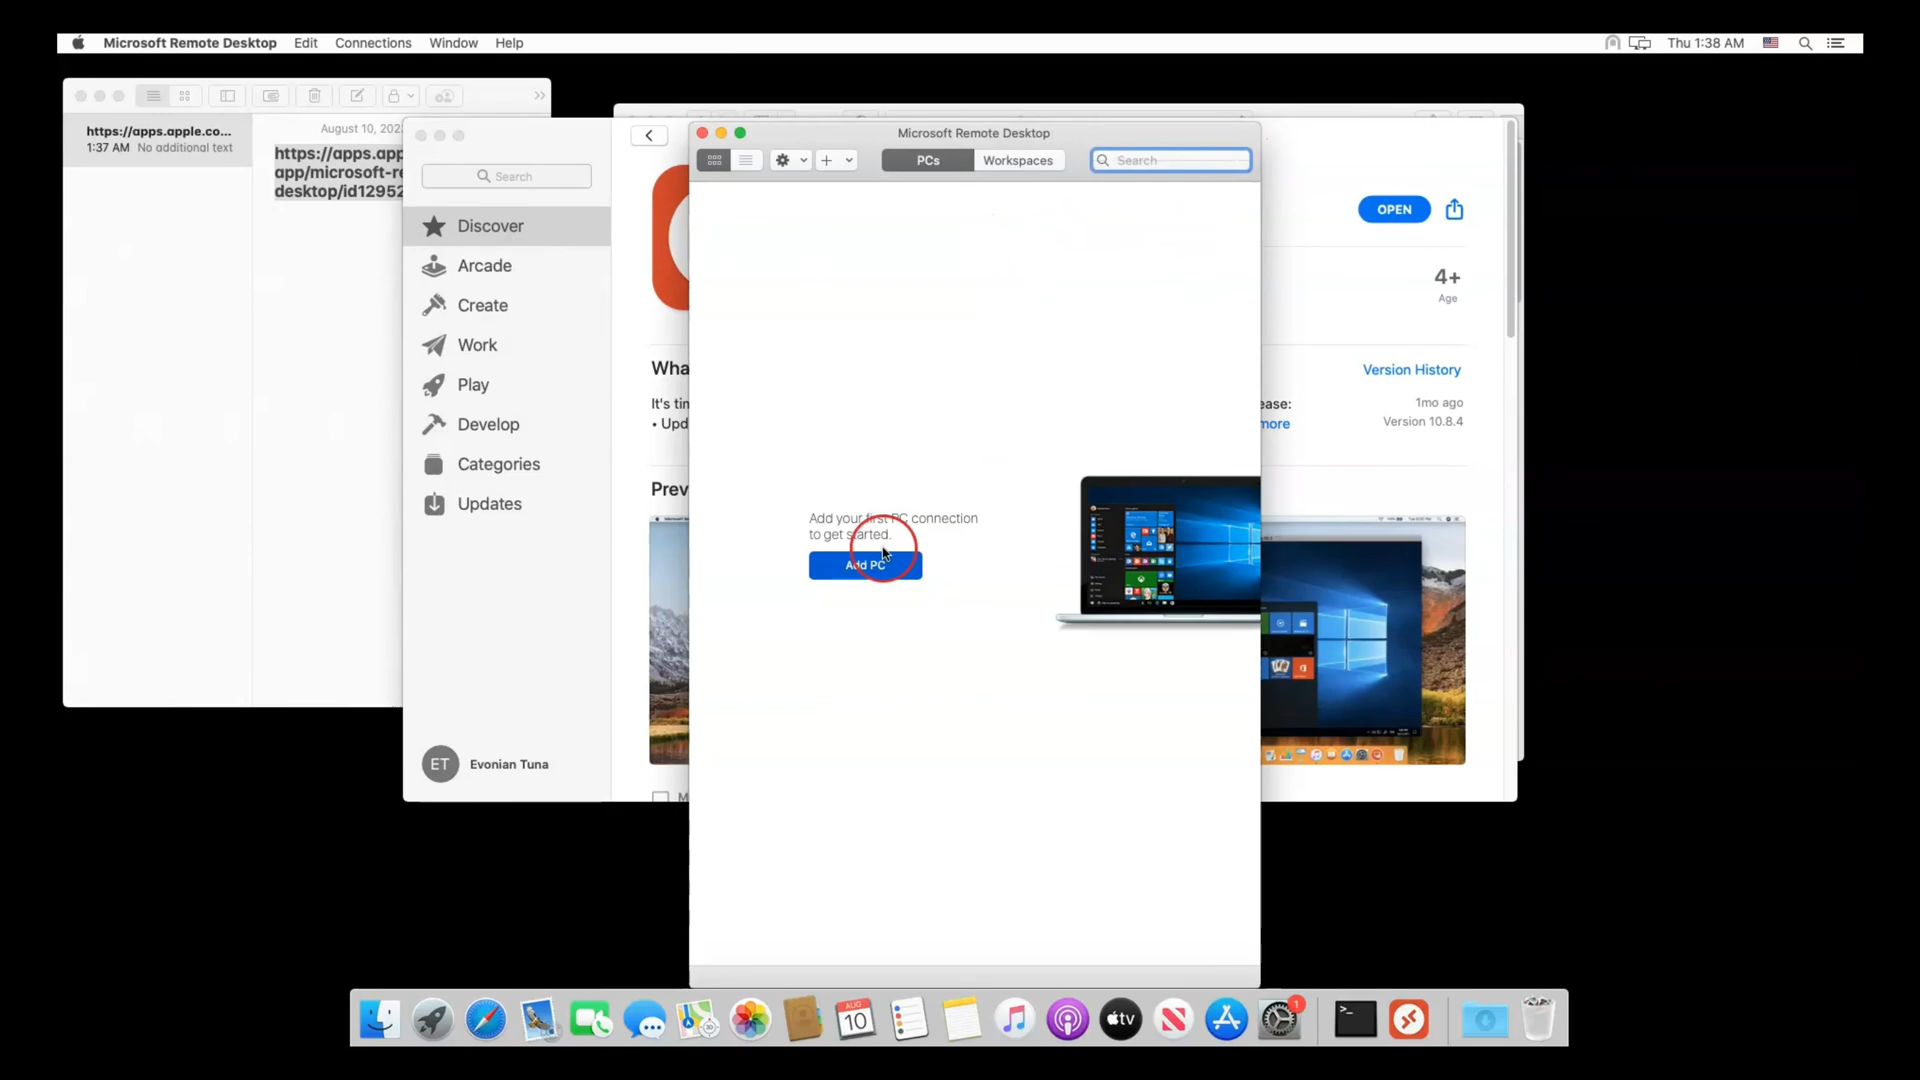 Microsoft Remote Desktop Edit Connections Window Help
Thu 1:38 AM
https://apps.apple.co...
1:37 AM No additional text
August 10, 202
https://apps.app
app/microsoft-re
desktop/id12952
Search
Discover
Arcade
Create
Work
Play
Develop
Categories
Updates
ET Evonian Tuna
Microsoft Remote Desktop
PCs Workspaces Search
Add your first PC connection
to get started.
Add PC
OPEN
4+
Age
Wha
Version History
It's tin
ease:
1mo ago
• Upd
more
Version 10.8.4
Prev
M
AUG
10
tv
1